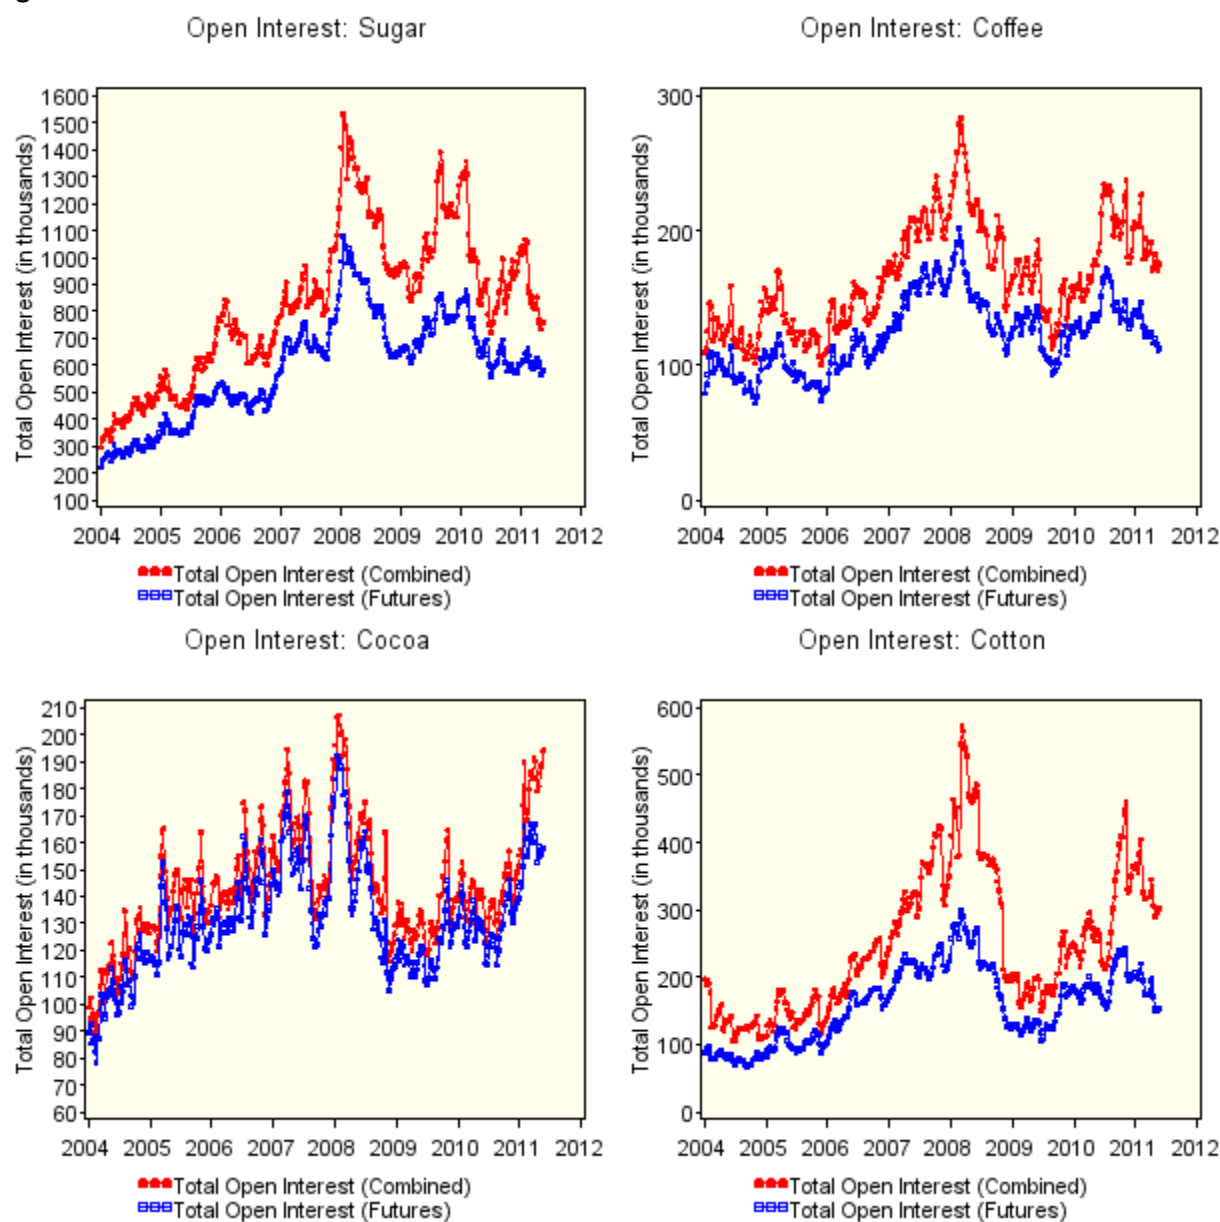 Open Interest: Sugar
Total Open Interest (in thousands)
1600
1500
1400
1300
1200
1100
1000
900
800
700
600
500
400
300
200
100
2004 2005 2006 2007 2008 2009 2010 2011 2012
Total Open Interest (Combined)
Total Open Interest (Futures)
Open Interest: Coffee
Total Open Interest (in thousands)
300
200
100
0
2004 2005 2006 2007 2008 2009 2010 2011 2012
Total Open Interest (Combined)
Total Open Interest (Futures)
Open Interest: Cocoa
Total Open Interest (in thousands)
210
200
190
180
170
160
150
140
130
120
110
100
90
80
70
60
2004 2005 2006 2007 2008 2009 2010 2011 2012
Total Open Interest (Combined)
Total Open Interest (Futures)
Open Interest: Cotton
Total Open Interest (in thousands)
600
500
400
300
200
100
0
2004 2005 2006 2007 2008 2009 2010 2011 2012
Total Open Interest (Combined)
Total Open Interest (Futures)